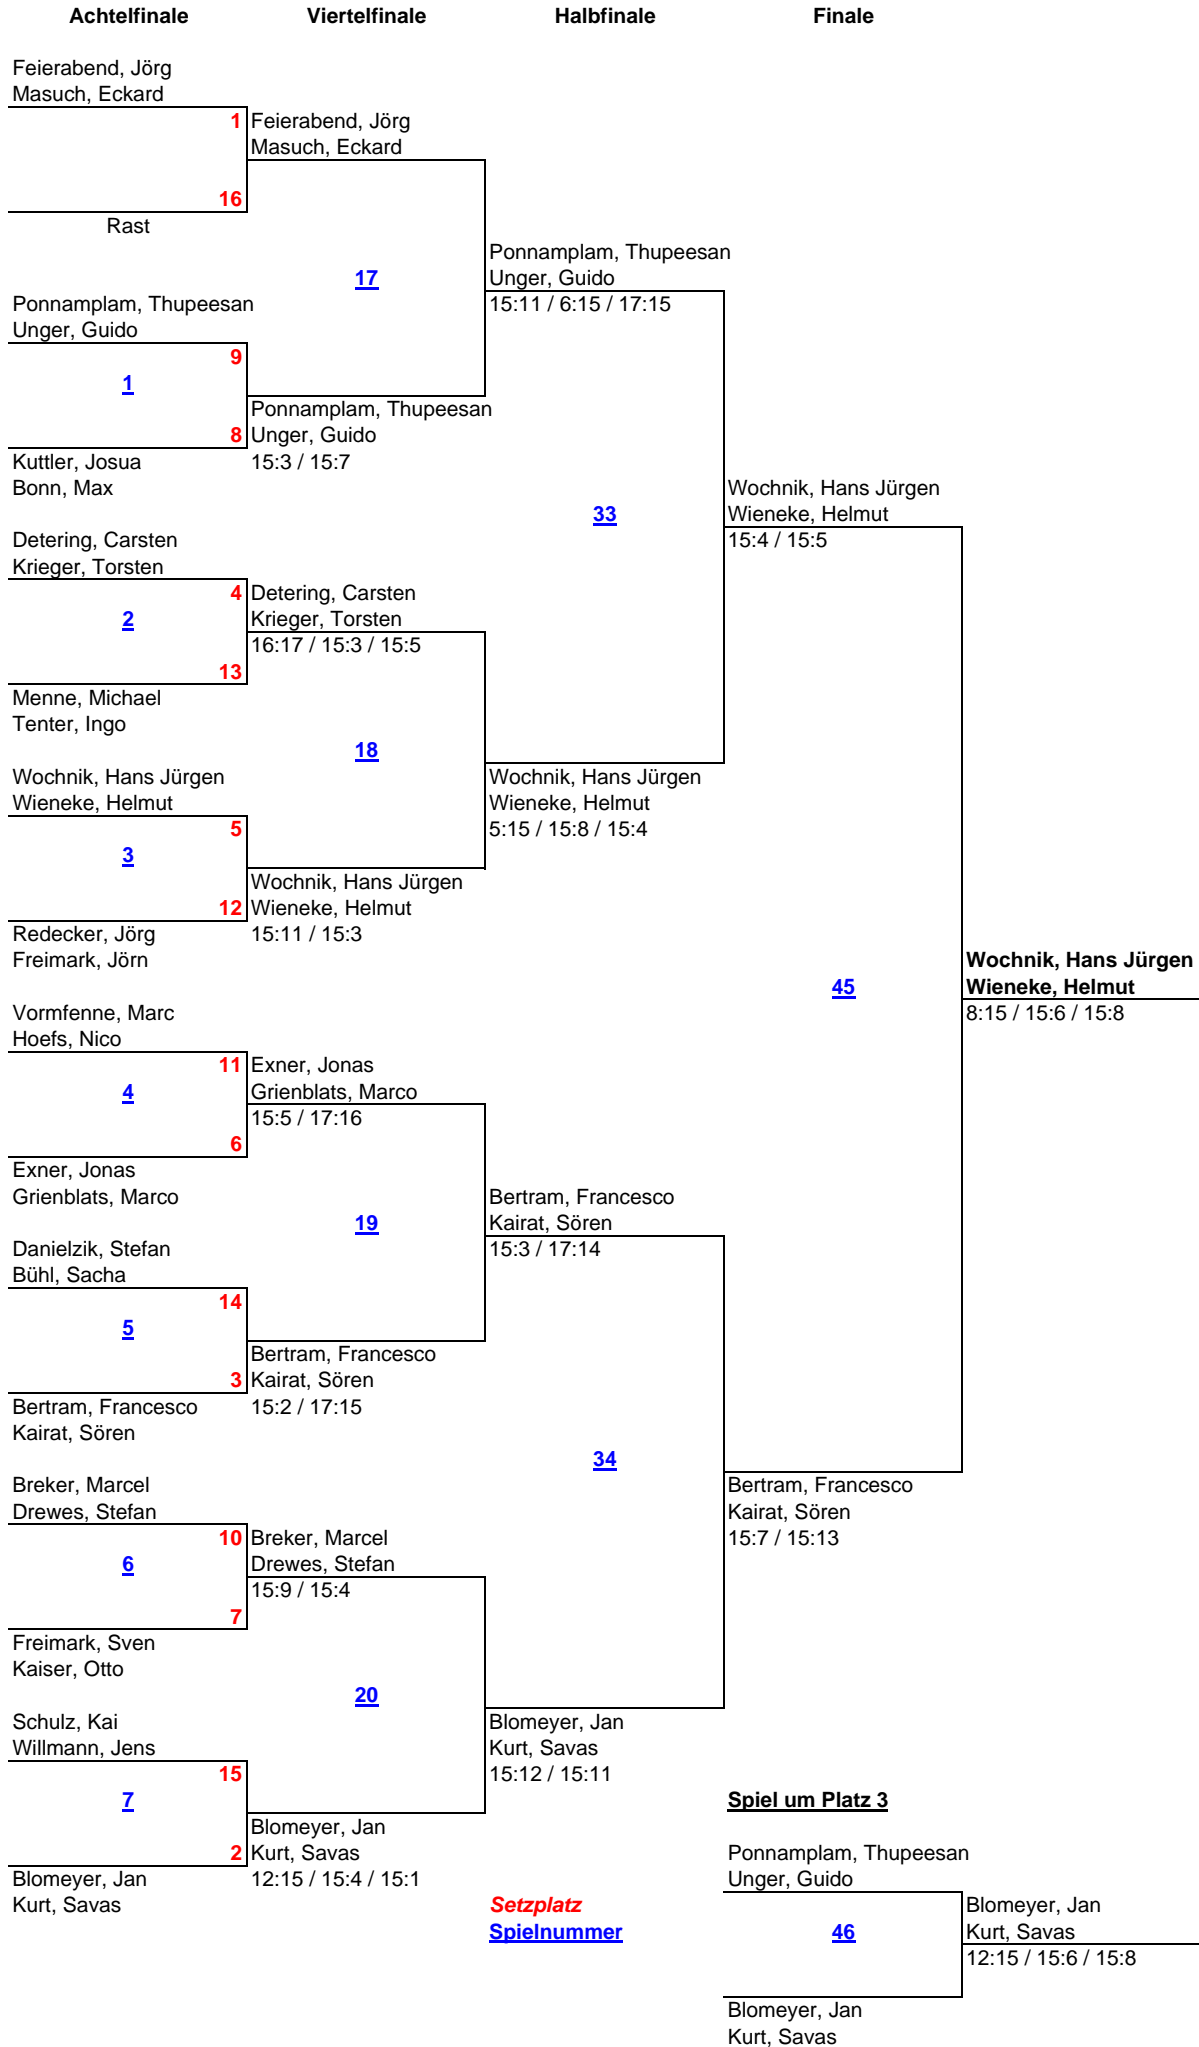 Achtelfinale Viertelfinale Halbfinale Finale
Feierabend, Jörg
Masuch, Eckard
1 Feierabend, Jörg
Masuch, Eckard
16
Rast
Ponnamplam, Thupeesan
17 Unger, Guido
Ponnamplam, Thupeesan 15:11 / 6:15 / 17:15
Unger, Guido
9
1
Ponnamplam, Thupeesan
8 Unger, Guido
Kuttler, Josua 15:3 / 15:7
Bonn, Max Wochnik, Hans Jürgen
33 Wieneke, Helmut
Detering, Carsten 15:4 / 15:5
Krieger, Torsten
4 Detering, Carsten
2 Krieger, Torsten
16:17 / 15:3 / 15:5
13
Menne, Michael
Tenter, Ingo
18
Wochnik, Hans Jürgen Wochnik, Hans Jürgen
Wieneke, Helmut Wieneke, Helmut
5 5:15 / 15:8 / 15:4
3
Wochnik, Hans Jürgen
12 Wieneke, Helmut
Redecker, Jörg 15:11 / 15:3
Freimark, Jörn Wochnik, Hans Jürgen
45 Wieneke, Helmut
Vormfenne, Marc 8:15 / 15:6 / 15:8
Hoefs, Nico
11 Exner, Jonas
4 Grienblats, Marco
15:5 / 17:16
6
Exner, Jonas
Grienblats, Marco Bertram, Francesco
19 Kairat, Sören
Danielzik, Stefan 15:3 / 17:14
Bühl, Sacha
14
5
Bertram, Francesco
3 Kairat, Sören
Bertram, Francesco 15:2 / 17:15
Kairat, Sören
34
Breker, Marcel Bertram, Francesco
Drewes, Stefan Kairat, Sören
10 Breker, Marcel 15:7 / 15:13
6 Drewes, Stefan
15:9 / 15:4
7
Freimark, Sven
Kaiser, Otto
20
Schulz, Kai Blomeyer, Jan
Willmann, Jens Kurt, Savas
15 15:12 / 15:11
7 Spiel um Platz 3
Blomeyer, Jan
2 Kurt, Savas Ponnamplam, Thupeesan
Blomeyer, Jan 12:15 / 15:4 / 15:1 Unger, Guido
Kurt, Savas Setzplatz Blomeyer, Jan
Spielnummer 46 Kurt, Savas
12:15 / 15:6 / 15:8
Blomeyer, Jan
Kurt, Savas